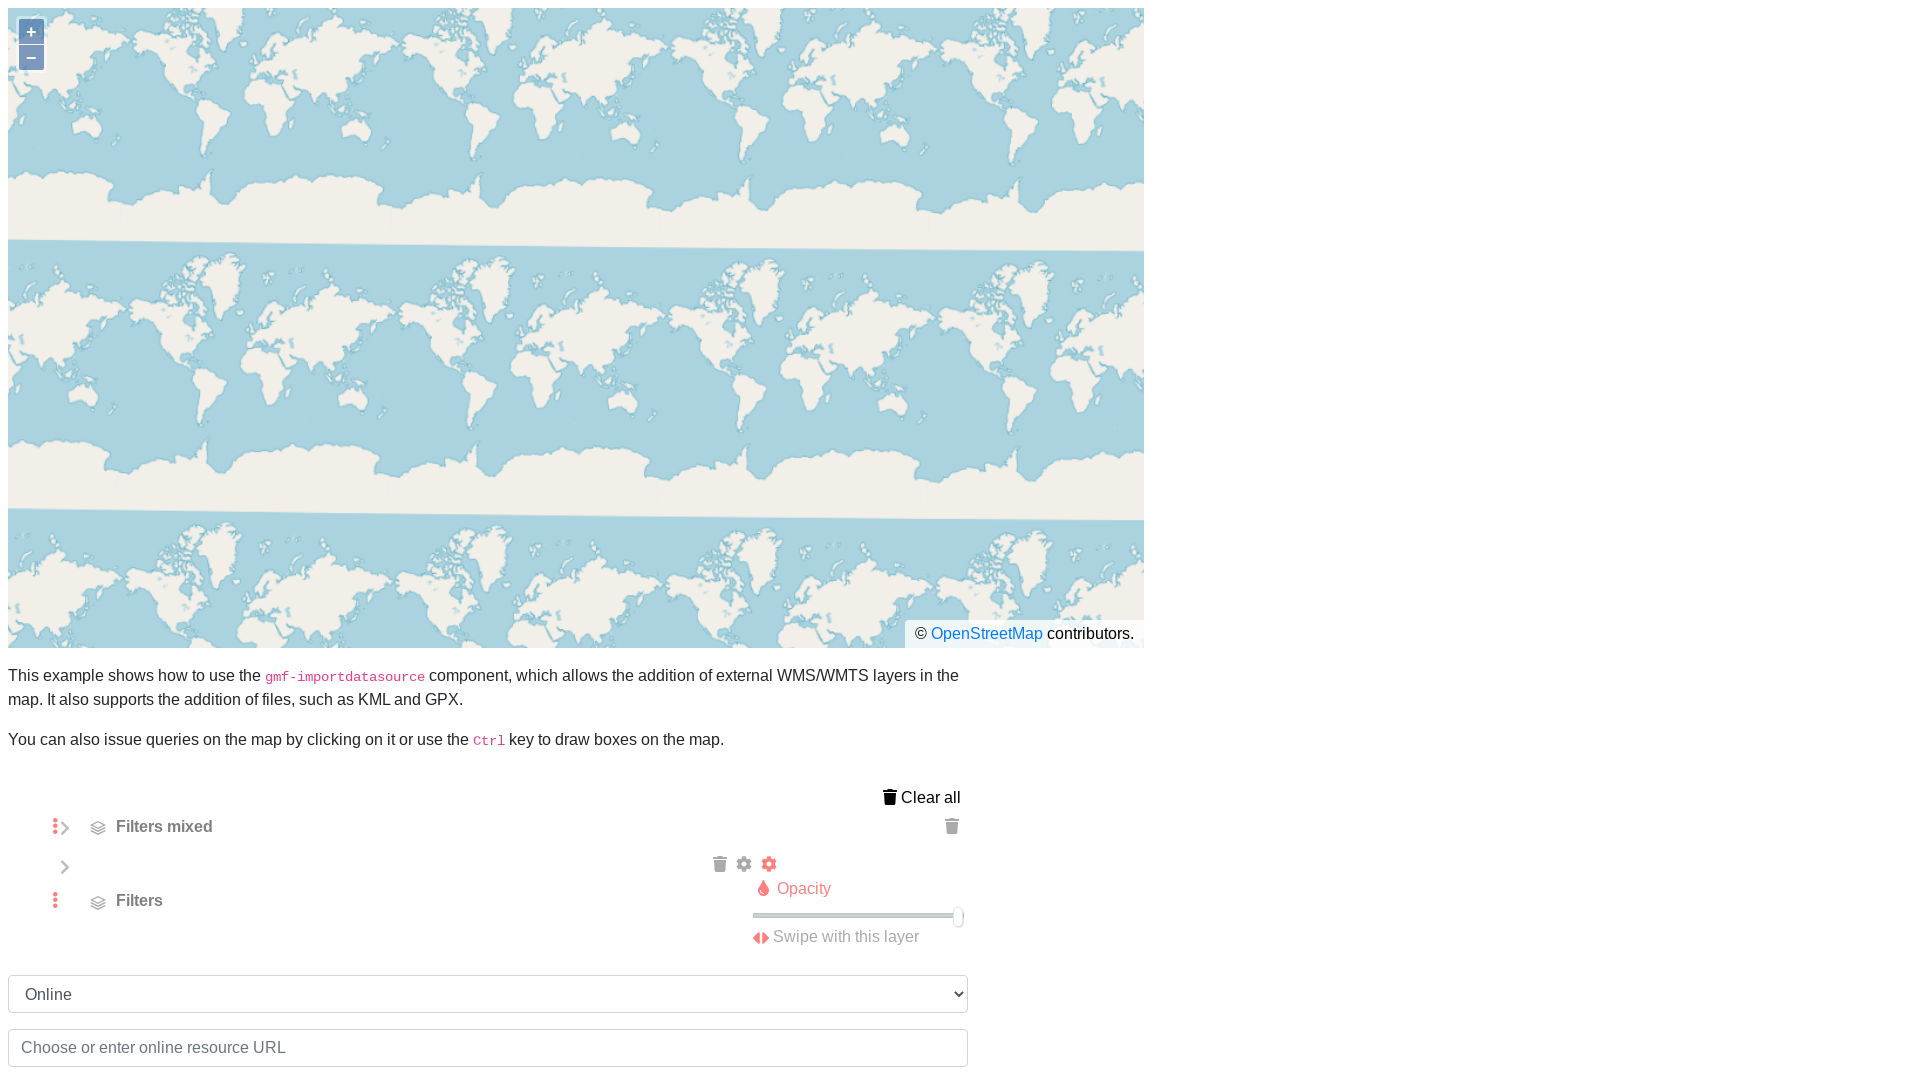 +
−
© OpenStreetMap contributors.
This example shows how to use the gmf-importdatasource component, which allows the addition of external WMS/WMTS layers in the
map. It also supports the addition of files, such as KML and GPX.
You can also issue queries on the map by clicking on it or use the Ctrl key to draw boxes on the map.
Clear all
Filters mixed
Opacity
Filters
Swipe with this layer
Online
Choose or enter online resource URL